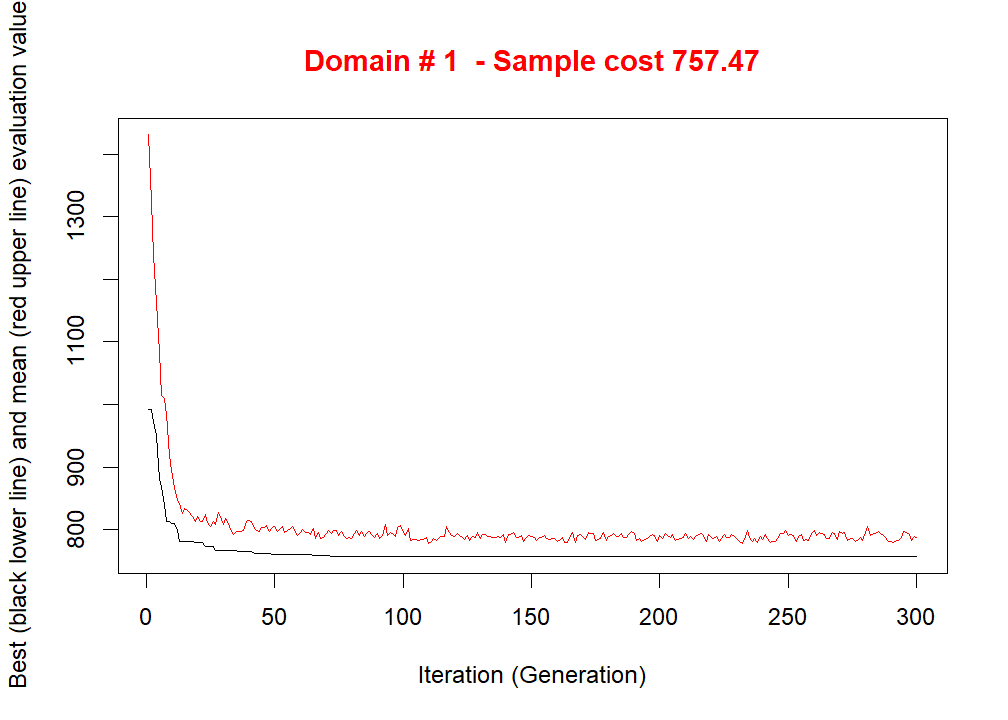 Domain # 1  - Sample cost 757.47
Best (black lower line) and mean (red upper line) evaluation value
1300
1100
900
800
0 50 100 150 200 250 300
Iteration (Generation)